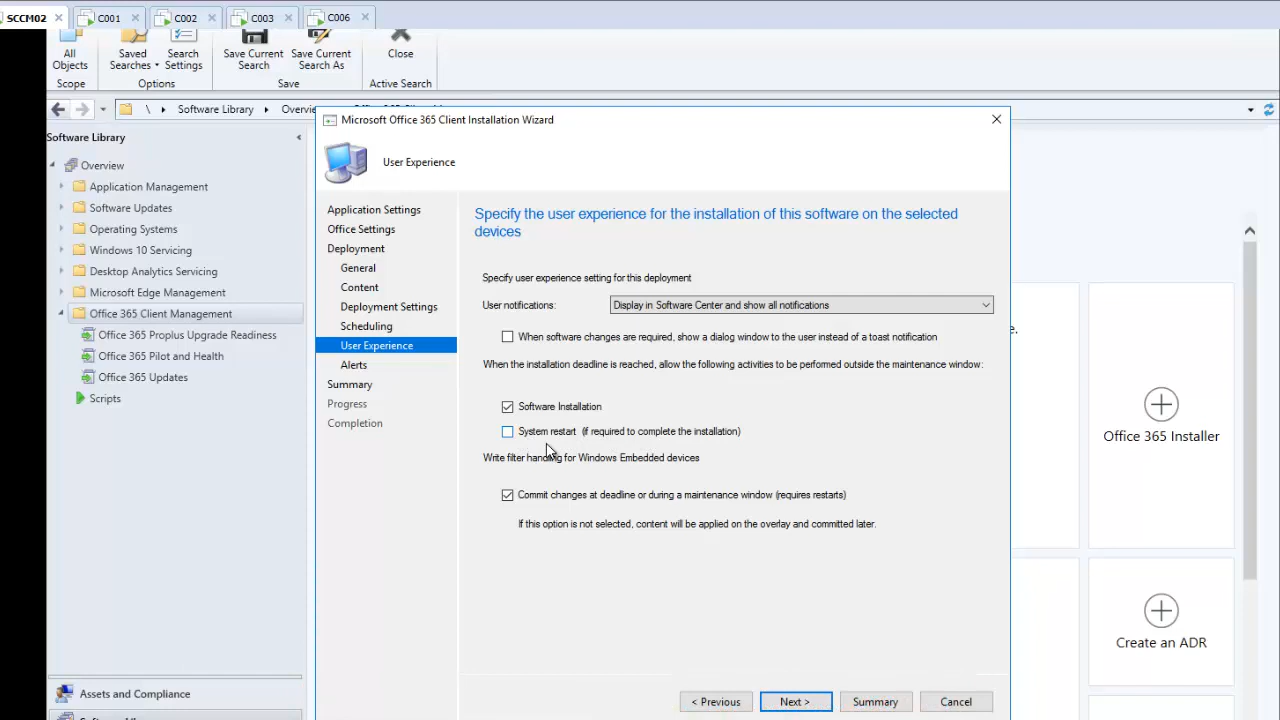 SCCM02
C001
C002
C003
C006
All
Objects
Saved
Searches
Search
Settings
Save Current
Search
Save Current
Search As
Close
Scope
Options
Save
Active Search
\
Software Library
Software Library
Overview
Application Management
Software Updates
Operating Systems
Windows 10 Servicing
Desktop Analytics Servicing
Microsoft Edge Management
Office 365 Client Management
Office 365 Proplus Upgrade Readiness
Office 365 Pilot and Health
Office 365 Updates
Scripts
Assets and Compliance
Microsoft Office 365 Client Installation Wizard
User Experience
Application Settings
Office Settings
Deployment
General
Content
Deployment Settings
Scheduling
User Experience
Alerts
Summary
Progress
Completion
Specify the user experience for the installation of this software on the selected
devices
Specify user experience setting for this deployment
User notifications:
Display in Software Center and show all notifications
When software changes are required, show a dialog window to the user instead of a toast notification
When the installation deadline is reached, allow the following activities to be performed outside the maintenance window:
Software Installation
System restart (if required to complete the installation)
Write filter handling for Windows Embedded devices
Commit changes at deadline or during a maintenance window (requires restarts)
If this option is not selected, content will be applied on the overlay and committed later.
< Previous
Next >
Summary
Cancel
Office 365 Installer
Create an ADR